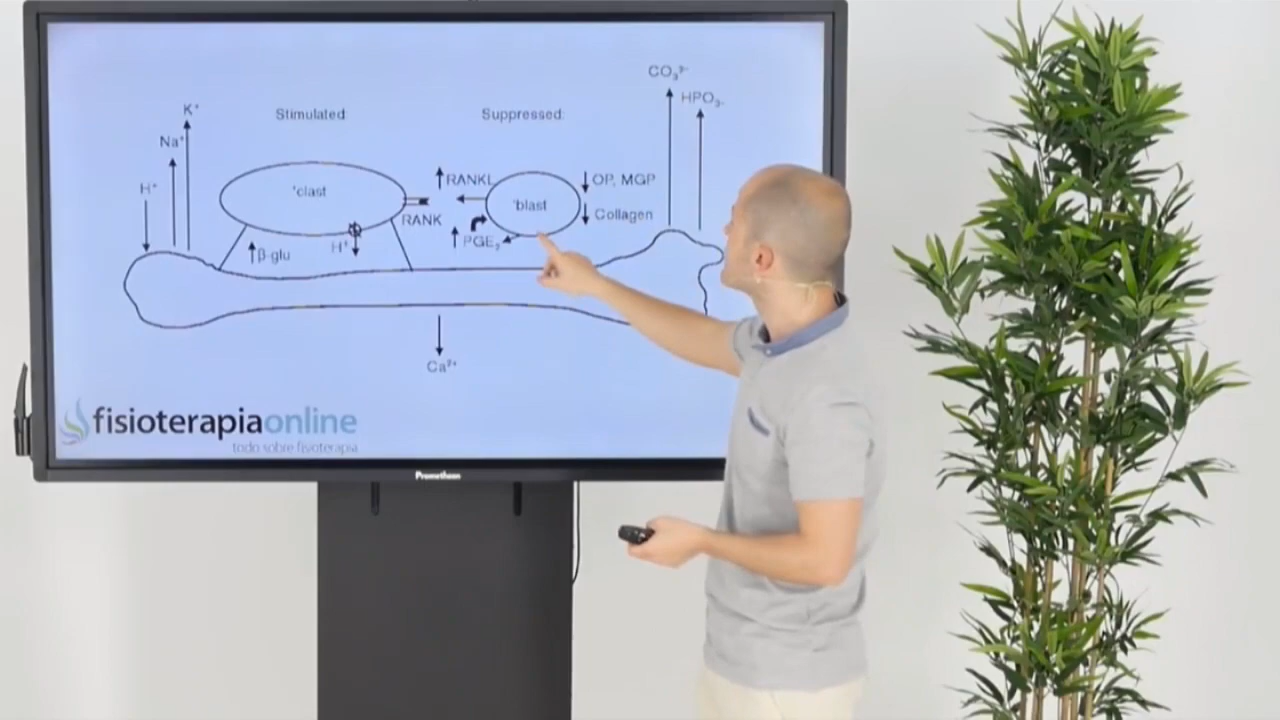 CO₃²⁻
HPO₃₋
K⁺
Stimulated:
Suppressed:
Na⁺
H⁺
'clast
↑RANKL
'blast
↓OP, MGP
RANK
↓Collagen
↑PGE₂
↑β-glu
H⁺
Ca²⁺
fisioterapiaonline
todo sobre fisioterapia
Promethean